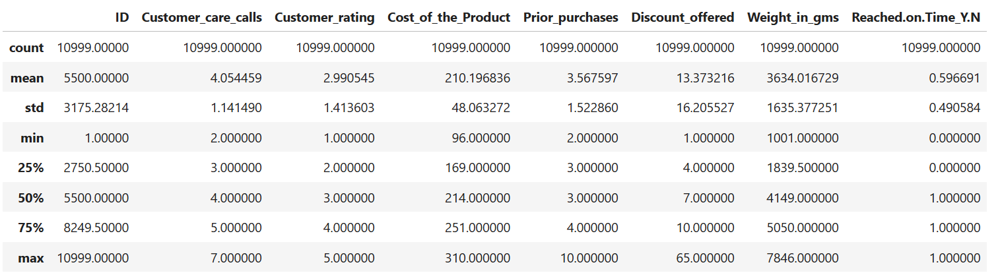 ID Customer_care_calls Customer_rating Cost_of_the_Product Prior_purchases Discount_offered Weight_in_gms Reached.on.Time_Y.N
count 10999.00000 10999.000000 10999.000000 10999.000000 10999.000000 10999.000000 10999.000000 10999.000000
mean 5500.00000 4.054459 2.990545 210.196836 3.567597 13.373216 3634.016729 0.596691
std 3175.28214 1.141490 1.413603 48.063272 1.522860 16.205527 1635.377251 0.490584
min 1.00000 2.000000 1.000000 96.000000 2.000000 1.000000 1001.000000 0.000000
25% 2750.50000 3.000000 2.000000 169.000000 3.000000 4.000000 1839.500000 0.000000
50% 5500.00000 4.000000 3.000000 214.000000 3.000000 7.000000 4149.000000 1.000000
75% 8249.50000 5.000000 4.000000 251.000000 4.000000 10.000000 5050.000000 1.000000
max 10999.00000 7.000000 5.000000 310.000000 10.000000 65.000000 7846.000000 1.000000